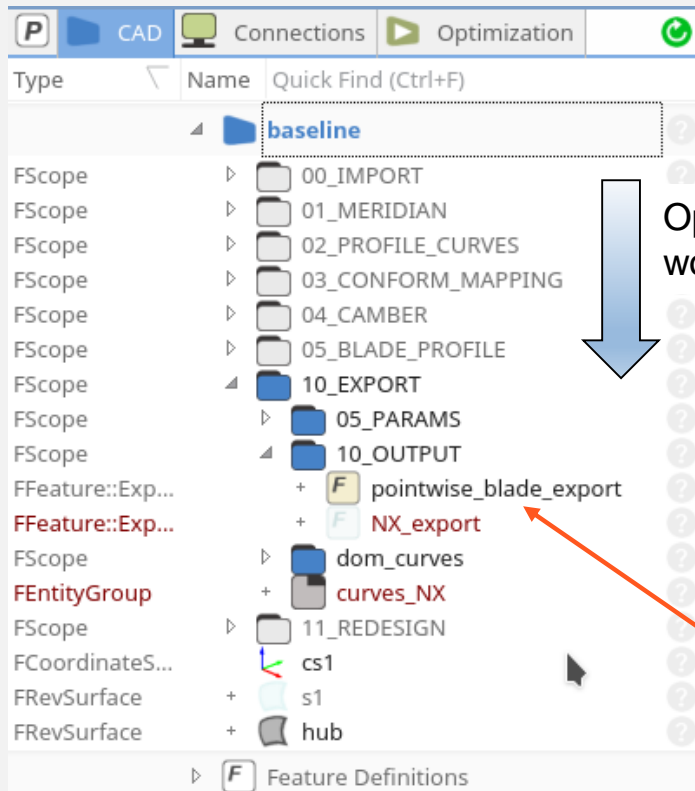 P CAD Connections Optimization
Type Name Quick Find (Ctrl+F)
baseline
FScope 00_IMPORT
FScope 01_MERIDIAN
FScope 02_PROFILE_CURVES
FScope 03_CONFORM_MAPPING
FScope 04_CAMBER
FScope 05_BLADE_PROFILE
FScope 10_EXPORT
FScope 05_PARAMS
FScope 10_OUTPUT
FFeature::Exp... F pointwise_blade_export
FFeature::Exp... F NX_export
FScope dom_curves
FEntityGroup curves_NX
FScope 11_REDESIGN
FCoordinateS... cs1
FRevSurface s1
FRevSurface hub
F Feature Definitions